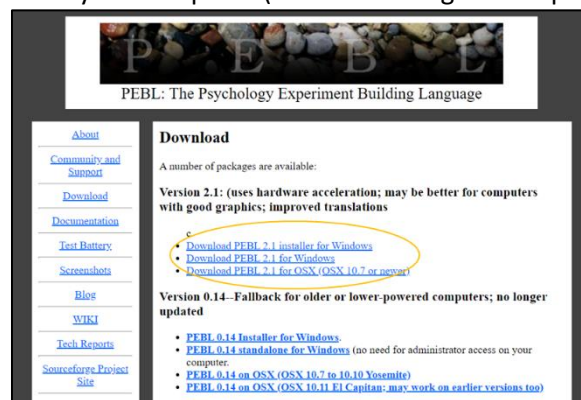 P E B L
PEBL: The Psychology Experiment Building Language
About
Community and
Support
Download
Documentation
Test Battery
Screenshots
Blog
WIKI
Tech Reports
Sourceforge Project
Site
Download
A number of packages are available:
Version 2.1: (uses hardware acceleration; may be better for computers
with good graphics; improved translations
c
Download PEBL 2.1 installer for Windows
Download PEBL 2.1 for Windows
Download PEBL 2.1 for OSX (OSX 10.7 or newer)
Version 0.14--Fallback for older or lower-powered computers; no longer
updated
PEBL 0.14 Installer for Windows.
PEBL 0.14 standalone for Windows (no need for administrator access on your
computer.
PEBL 0.14 on OSX (OSX 10.7 to 10.10 Yosemite)
PEBL 0.14 on OSX (OSX 10.11 El Capitan; may work on earlier versions too)